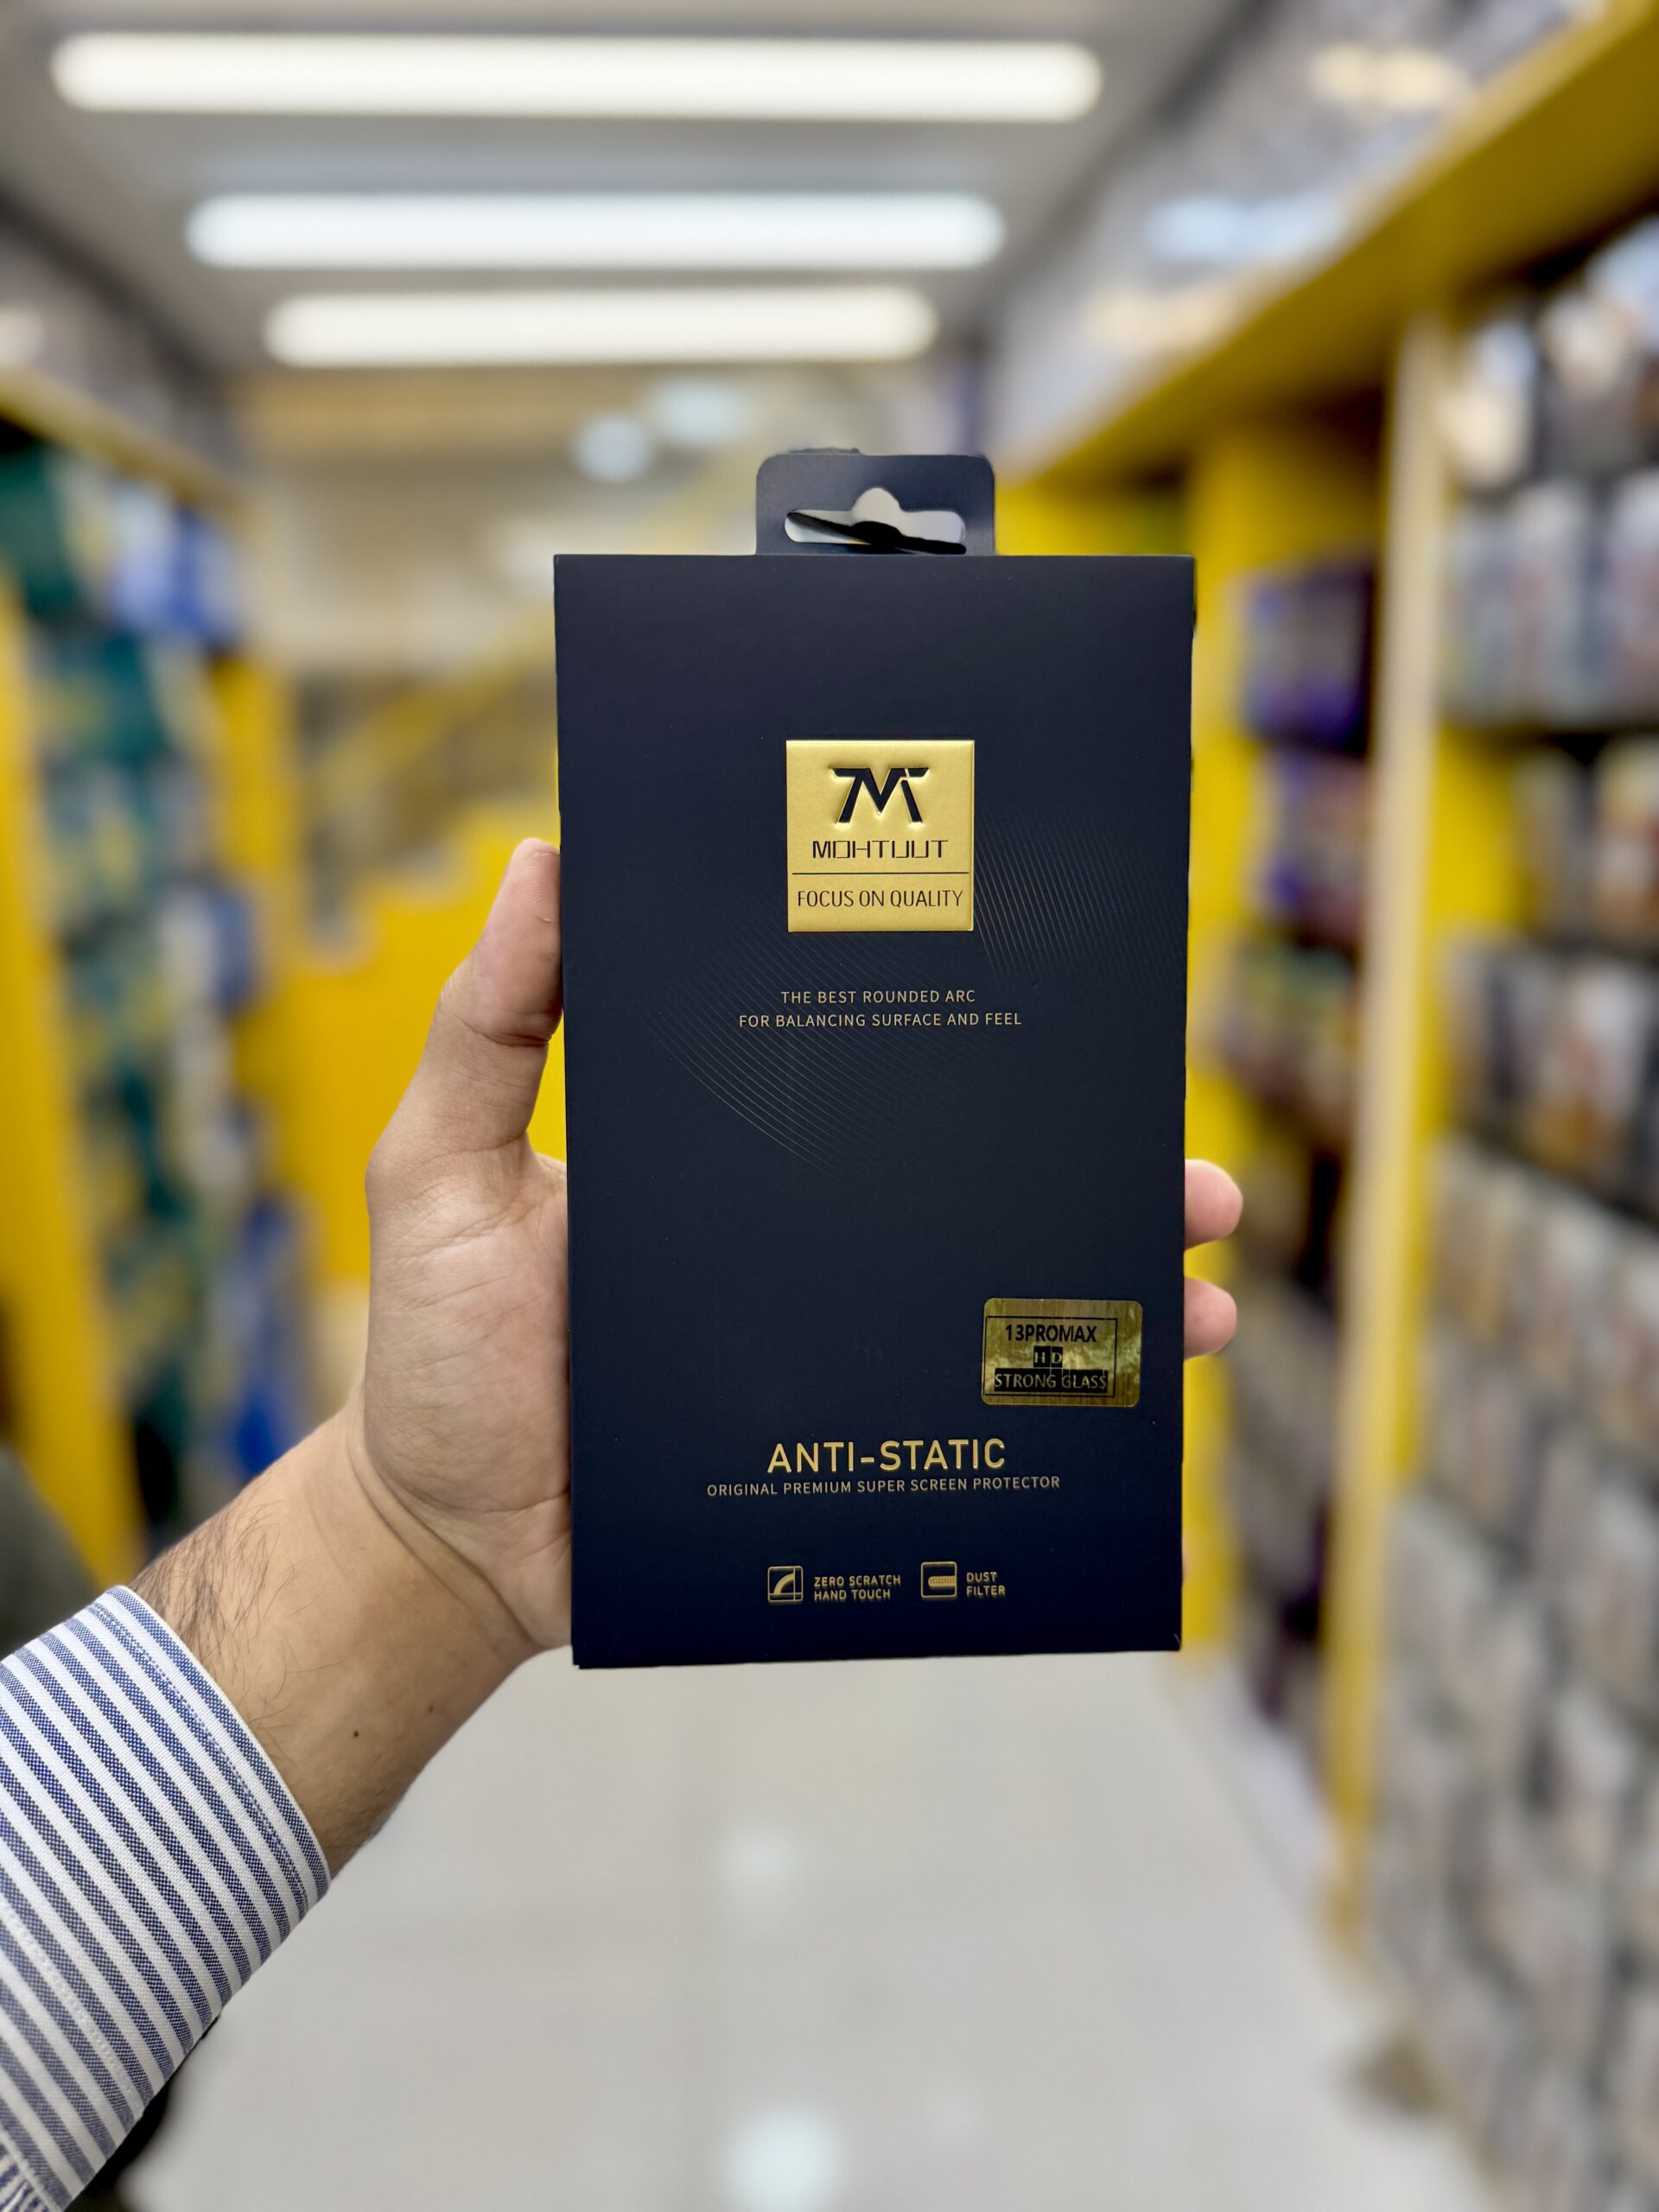 MOHTUUT
FOCUS ON QUALITY
THE BEST ROUNDED ARC
FOR BALANCING SURFACE AND FEEL
13PROMAX
HD
STRONG GLASS
ANTI-STATIC
ORIGINAL PREMIUM SUPER SCREEN PROTECTOR
ZERO SCRATCH
HAND TOUCH
DUST
FILTER